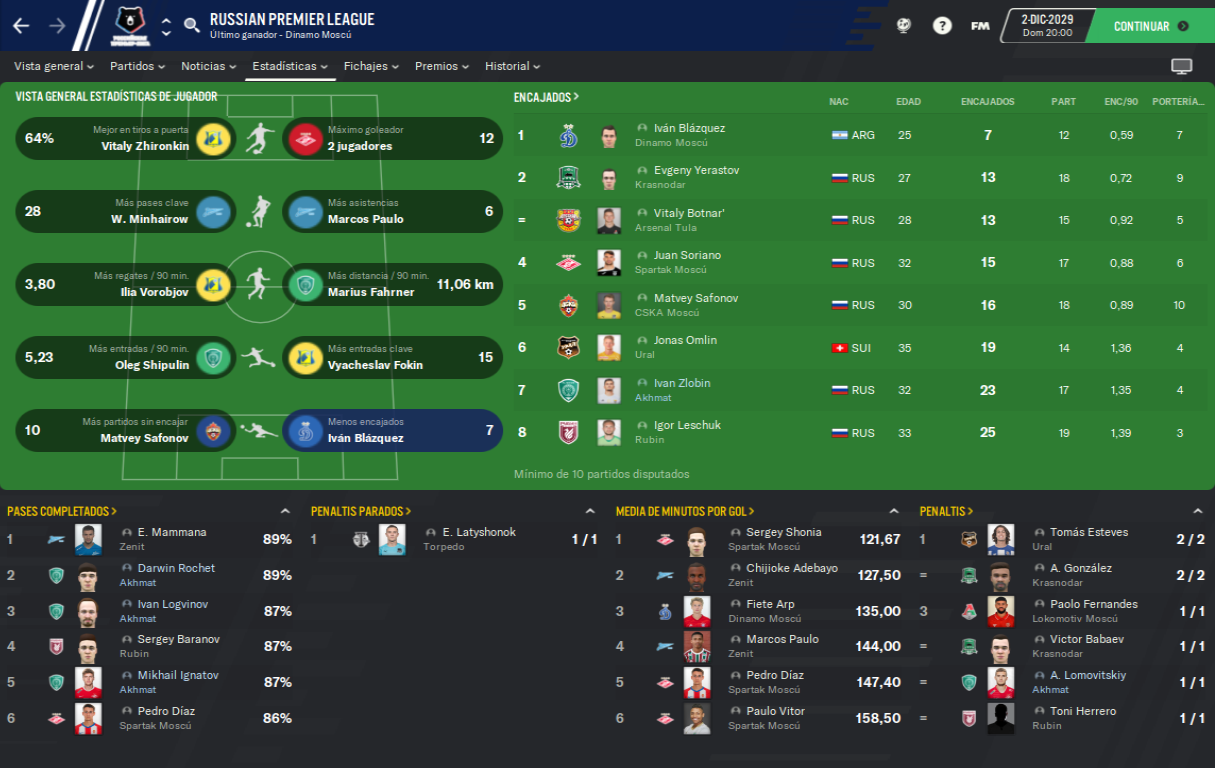 RUSSIAN PREMIER LEAGUE
Último ganador - Dinamo Moscú
FM
2-DIC-2029
Dom 20:00
CONTINUAR
Vista general Partidos Noticias Estadísticas Fichajes Premios Historial
VISTA GENERAL ESTADÍSTICAS DE JUGADOR
64% Mejor en tiros a puerta Vitaly Zhironkin
Máximo goleador 2 jugadores 12
28 Más pases clave W. Minhairow
Más asistencias Marcos Paulo 6
3,80 Más regates / 90 min. Ilia Vorobjov
Más distancia / 90 min. Marius Fahrner 11,06 km
5,23 Más entradas / 90 min. Oleg Shipulin
Más entradas clave Vyacheslav Fokin 15
10 Más partidos sin encajar Matvey Safonov
Menos encajados Iván Blázquez 7
ENCAJADOS NAC EDAD ENCAJADOS PART ENC/90 PORTERÍA...
1 Iván Blázquez Dinamo Moscú ARG 25 7 12 0,59 7
2 Evgeny Yerastov Krasnodar RUS 27 13 18 0,72 9
= Vitaly Botnar' Arsenal Tula RUS 28 13 15 0,92 5
4 Juan Soriano Spartak Moscú RUS 32 15 17 0,88 6
5 Matvey Safonov CSKA Moscú RUS 30 16 18 0,89 10
6 Jonas Omlin Ural SUI 35 19 14 1,36 4
7 Ivan Zlobin Akhmat RUS 32 23 17 1,35 4
8 Igor Leschuk Rubin RUS 33 25 19 1,39 3
Mínimo de 10 partidos disputados
PASES COMPLETADOS
1 E. Mammana Zenit 89%
2 Darwin Rochet Akhmat 89%
3 Ivan Logvinov Akhmat 87%
4 Sergey Baranov Rubin 87%
5 Mikhail Ignatov Akhmat 87%
6 Pedro Díaz Spartak Moscú 86%
PENALTIS PARADOS
1 E. Latyshonok Torpedo 1 / 1
MEDIA DE MINUTOS POR GOL
1 Sergey Shonia Spartak Moscú 121,67
2 Chijioke Adebayo Zenit 127,50
3 Fiete Arp Dinamo Moscú 135,00
4 Marcos Paulo Zenit 144,00
5 Pedro Díaz Spartak Moscú 147,40
6 Paulo Vitor Spartak Moscú 158,50
PENALTIS
1 Tomás Esteves Ural 2 / 2
= A. González Krasnodar 2 / 2
3 Paolo Fernandes Lokomotiv Moscú 1 / 1
= Victor Babaev Krasnodar 1 / 1
= A. Lomovitskiy Akhmat 1 / 1
= Toni Herrero Rubin 1 / 1